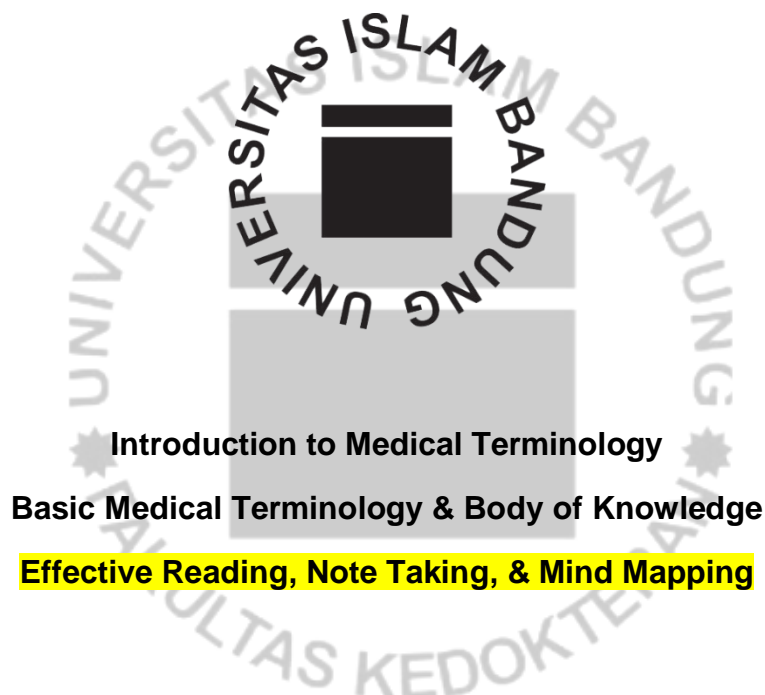 UNIVERSITAS ISLAM BANDUNG
UNIVERSITAS ISLAM BANDUNG
FAKULTAS KEDOKTERAN
Introduction to Medical Terminology
Basic Medical Terminology & Body of Knowledge
Effective Reading, Note Taking, & Mind Mapping